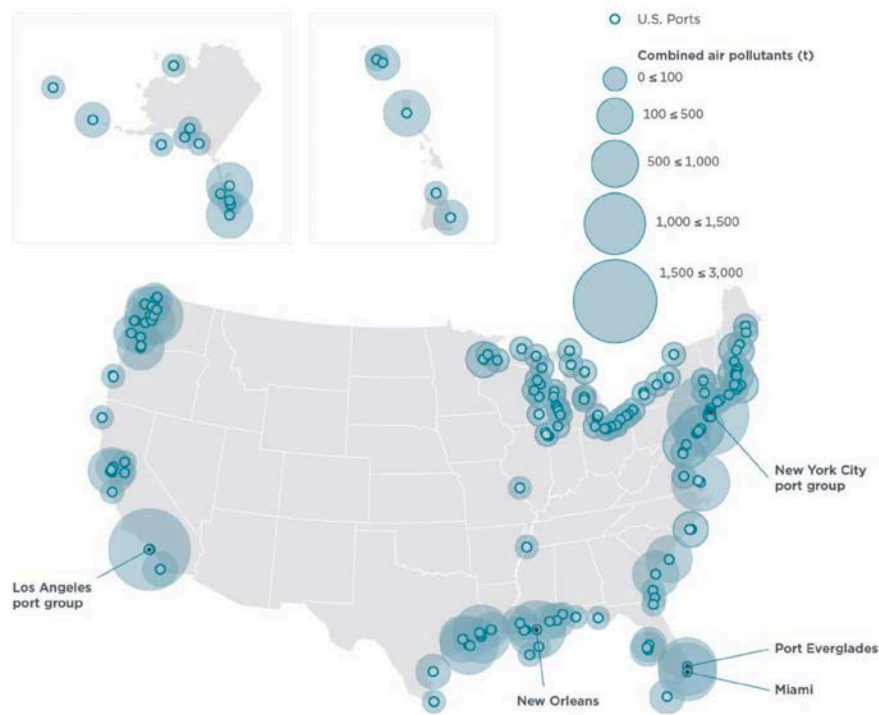 U.S. Ports
Combined air pollutants (t)
0 ≤ 100
100 ≤ 500
500 ≤ 1,000
1,000 ≤ 1,500
1,500 ≤ 3,000
New York City
port group
Los Angeles
port group
Port Everglades
New Orleans
Miami